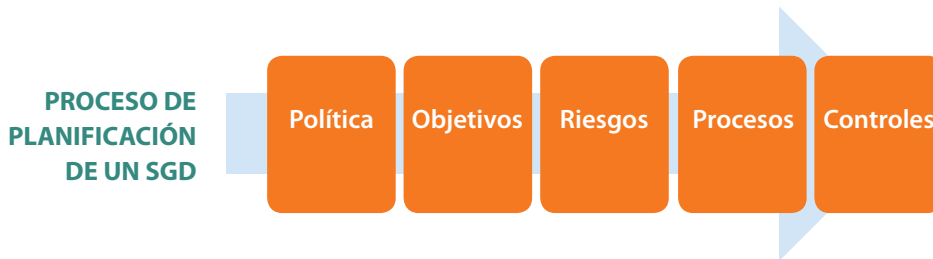 PROCESO DE
PLANIFICACIÓN
DE UN SGD
Política
Objetivos
Riesgos
Procesos
Controles